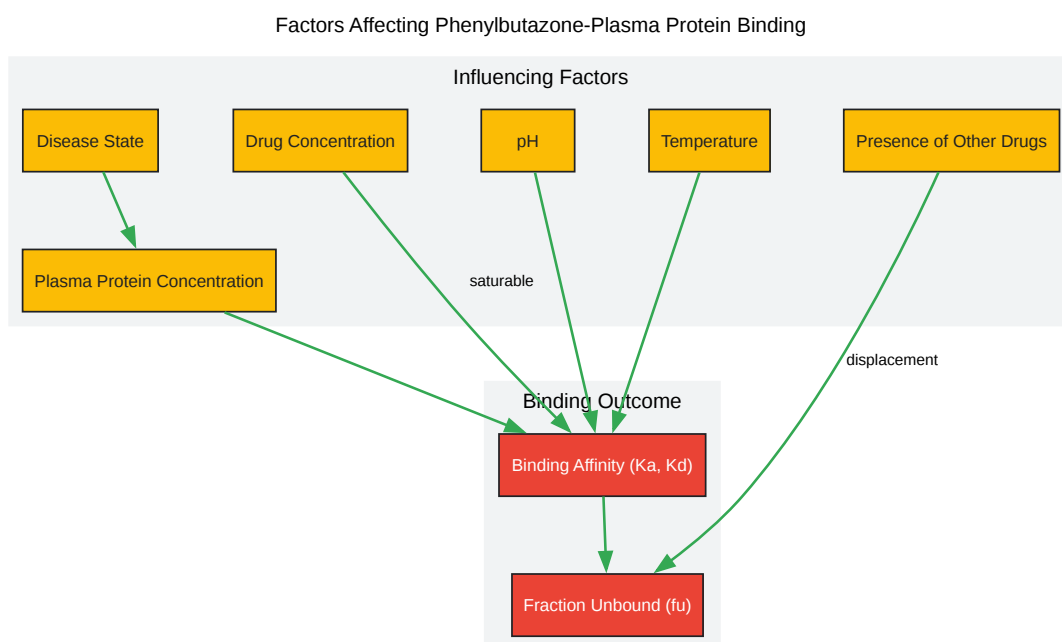 Factors Affecting Phenylbutazone-Plasma Protein Binding
Influencing Factors
Disease State
Drug Concentration
pH
Temperature
Presence of Other Drugs
Plasma Protein Concentration
saturable
displacement
Binding Outcome
Binding Affinity (Ka, Kd)
Fraction Unbound (fu)